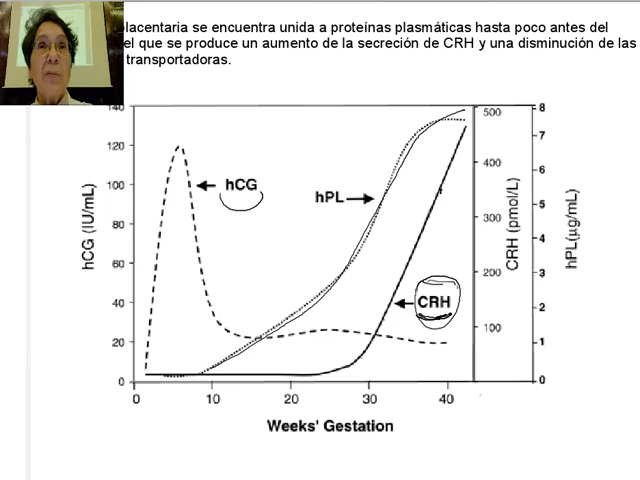 lacentaria se encuentra unida a proteínas plasmáticas hasta poco antes del
el que se produce un aumento de la secreción de CRH y una disminución de las
transportadoras.
140
120
100
80
60
40
20
0
hCG (IU/mL)
hCG
hPL
CRH
500
400
300
200
100
CRH (pmol/L)
8
7
6
5
4
3
2
1
0
hPL(µg/mL)
0 10 20 30 40
Weeks' Gestation